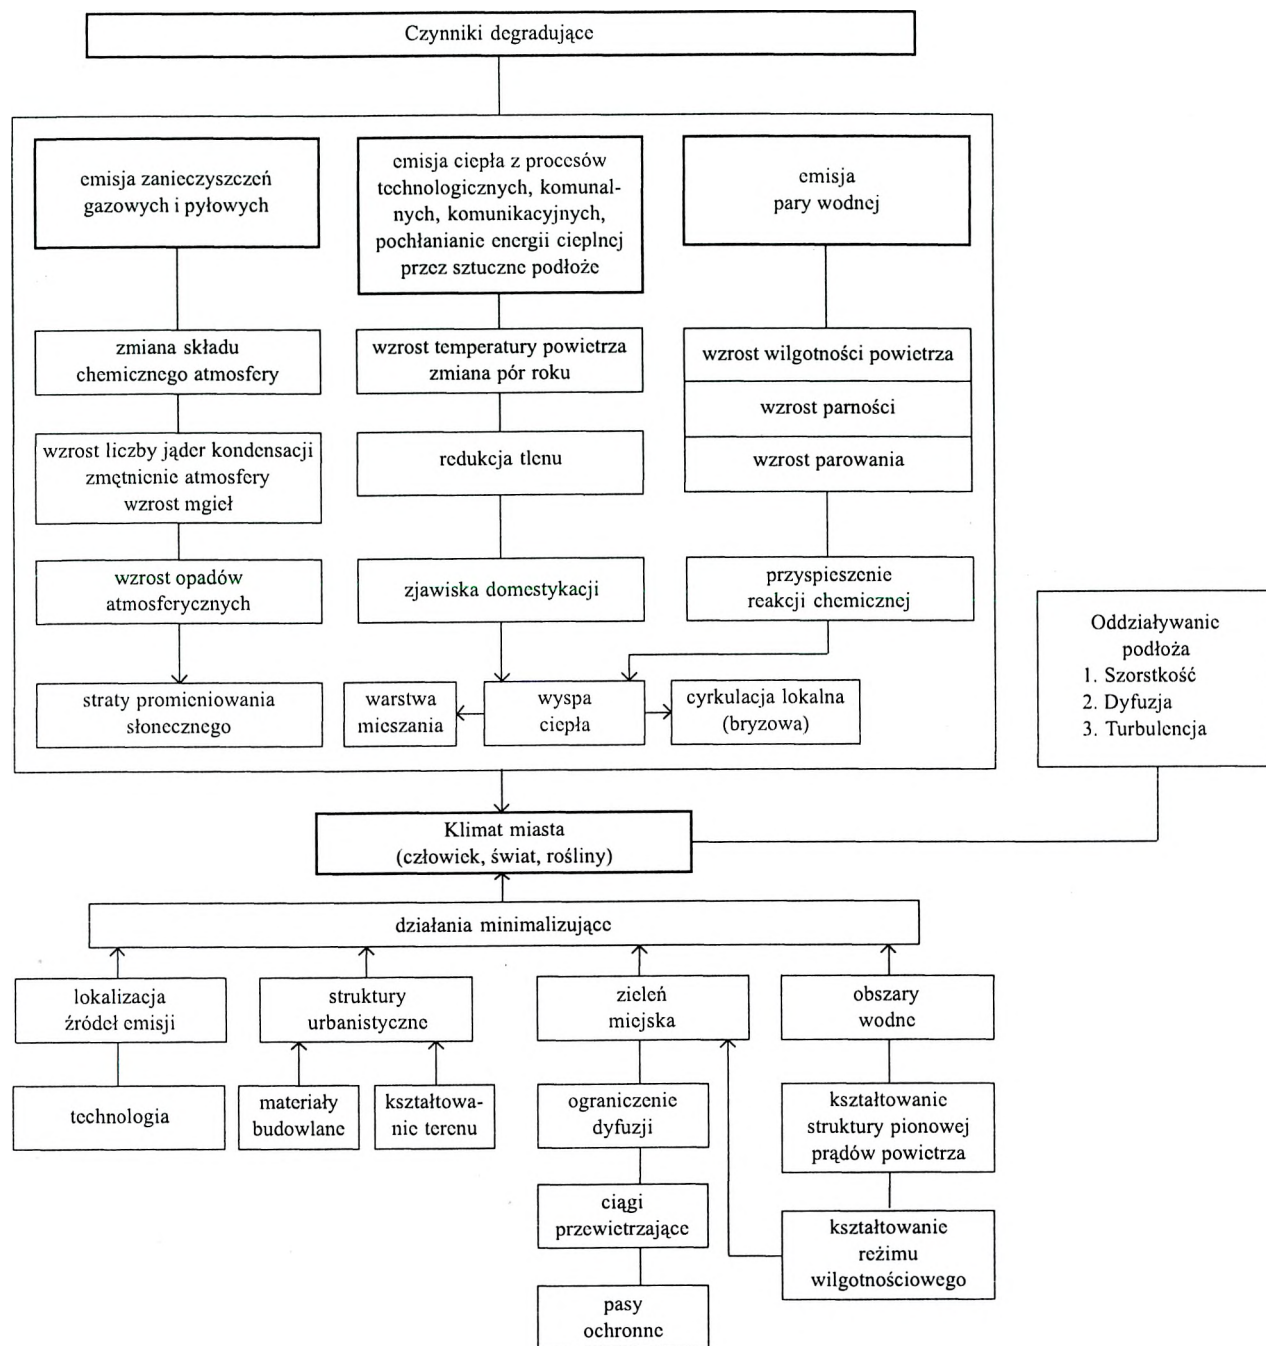 Czynniki degradujące
emisja zanieczyszczeń
gazowych i pyłowych
emisja ciepła z procesów
technologicznych, komunal-
nych, komunikacyjnych,
pochłanianie energii cieplnej
przez sztuczne podłoże
emisja
pary wodnej
zmiana składu
chemicznego atmosfery
wzrost temperatury powietrza
zmiana pór roku
wzrost wilgotności powietrza
wzrost parności
wzrost parowania
wzrost liczby jąder kondensacji
zmętnienie atmosfery
wzrost mgieł
redukcja tlenu
wzrost opadów
atmosferycznych
zjawiska domestykacji
przyspieszenie
reakcji chemicznej
straty promieniowania
słonecznego
warstwa
mieszania
wyspa
ciepła
cyrkulacja lokalna
(bryzowa)
Oddziaływanie
podłoża
1. Szorstkość
2. Dyfuzja
3. Turbulencja
Klimat miasta
(człowiek, świat, rośliny)
działania minimalizujące
lokalizacja
źródeł emisji
struktury
urbanistyczne
zieleń
miejska
obszary
wodne
technologia
materiały
budowlane
kształtowa-
nie terenu
ograniczenie
dyfuzji
kształtowanie
struktury pionowej
prądów powietrza
ciągi
przewietrzające
kształtowanie
reżimu
wilgotnościowego
pasy
ochronne